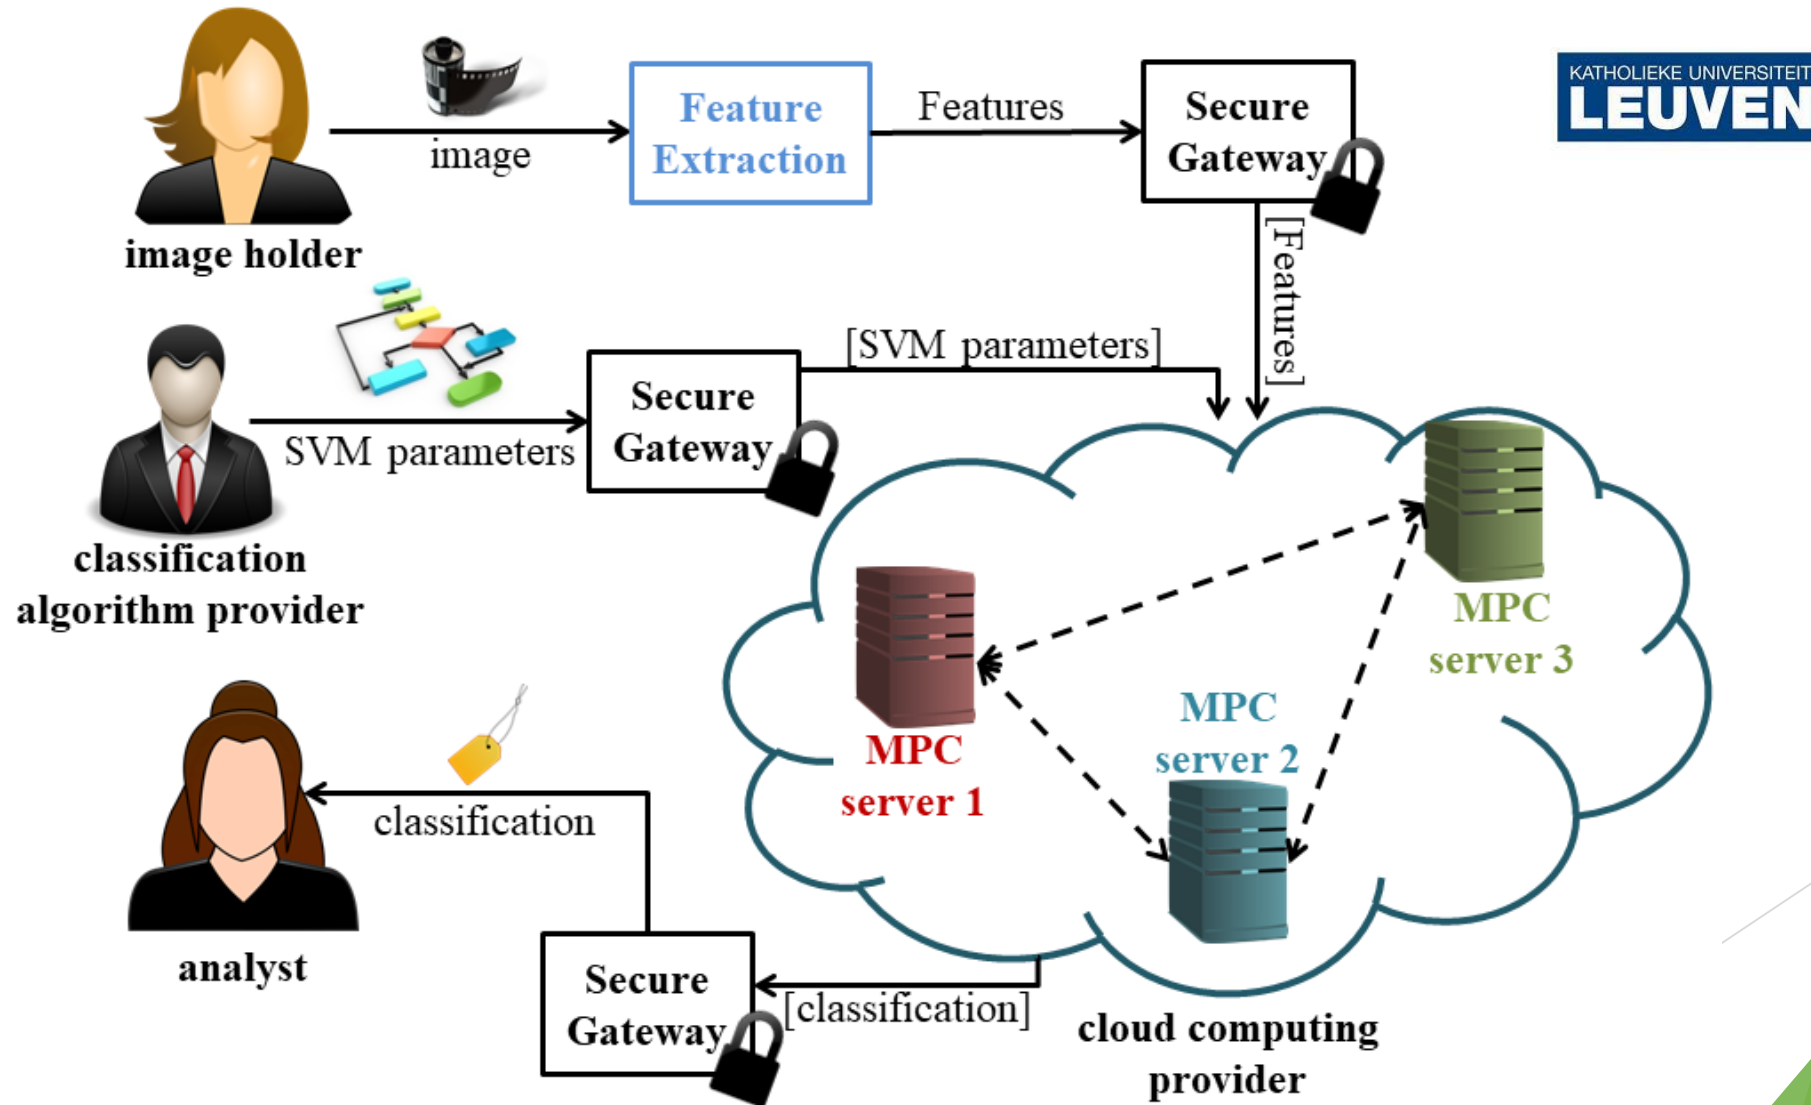 KATHOLIEKE UNIVERSITEIT
LEUVEN
image
Feature
Extraction
Features
Secure
Gateway
image holder
[Features]
[SVM parameters]
SVM parameters
Secure
Gateway
classification
algorithm provider
MPC
server 3
MPC
server 2
MPC
server 1
classification
analyst
Secure
Gateway
[classification]
cloud computing
provider